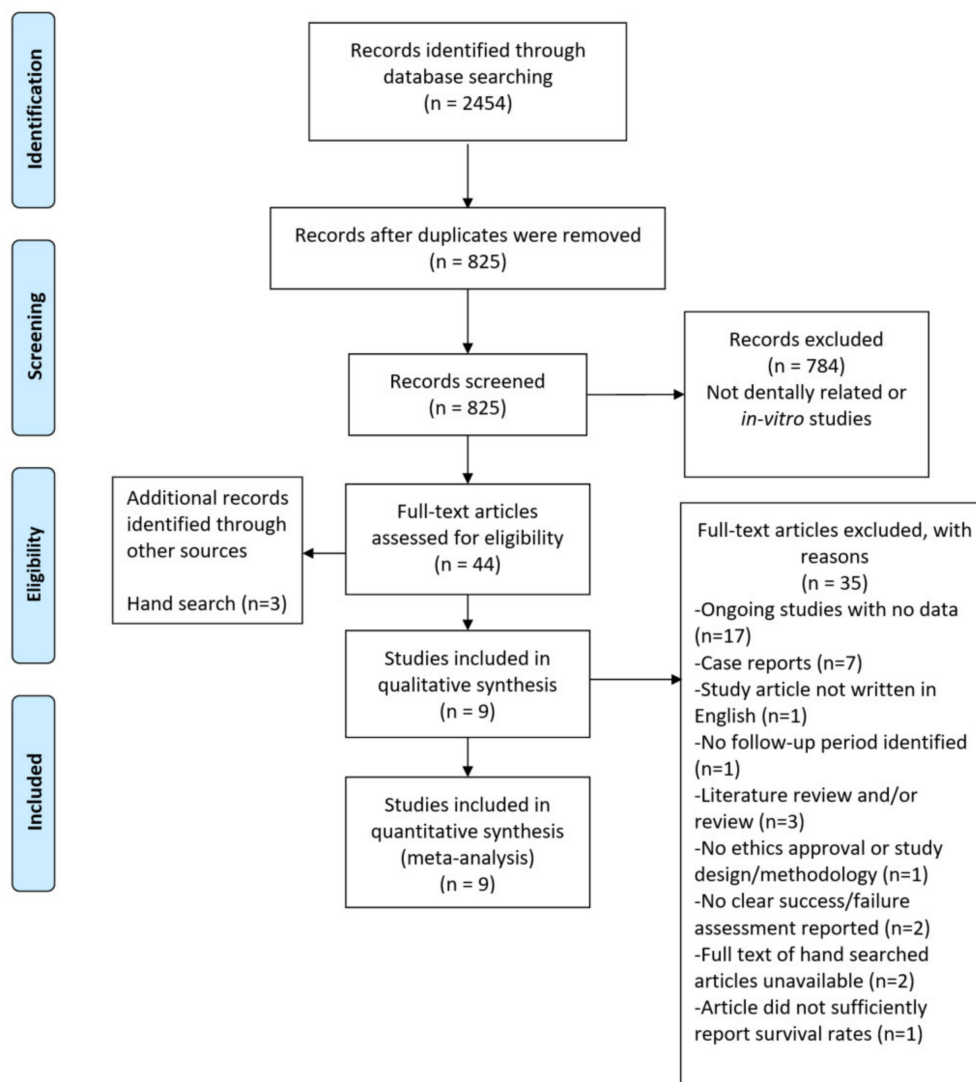 Identification
Records identified through
database searching
(n = 2454)
Records after duplicates were removed
(n = 825)
Screening
Records screened
(n = 825)
Records excluded
(n = 784)
Not dentally related or
in-vitro studies
Eligibility
Additional records
identified through
other sources
Hand search (n=3)
Full-text articles
assessed for eligibility
(n = 44)
Full-text articles excluded, with
reasons
(n = 35)
-Ongoing studies with no data
(n=17)
-Case reports (n=7)
-Study article not written in
English (n=1)
-No follow-up period identified
(n=1)
-Literature review and/or
review (n=3)
-No ethics approval or study
design/methodology (n=1)
-No clear success/failure
assessment reported (n=2)
-Full text of hand searched
articles unavailable (n=2)
-Article did not sufficiently
report survival rates (n=1)
Studies included in
qualitative synthesis
(n = 9)
Included
Studies included in
quantitative synthesis
(meta-analysis)
(n = 9)